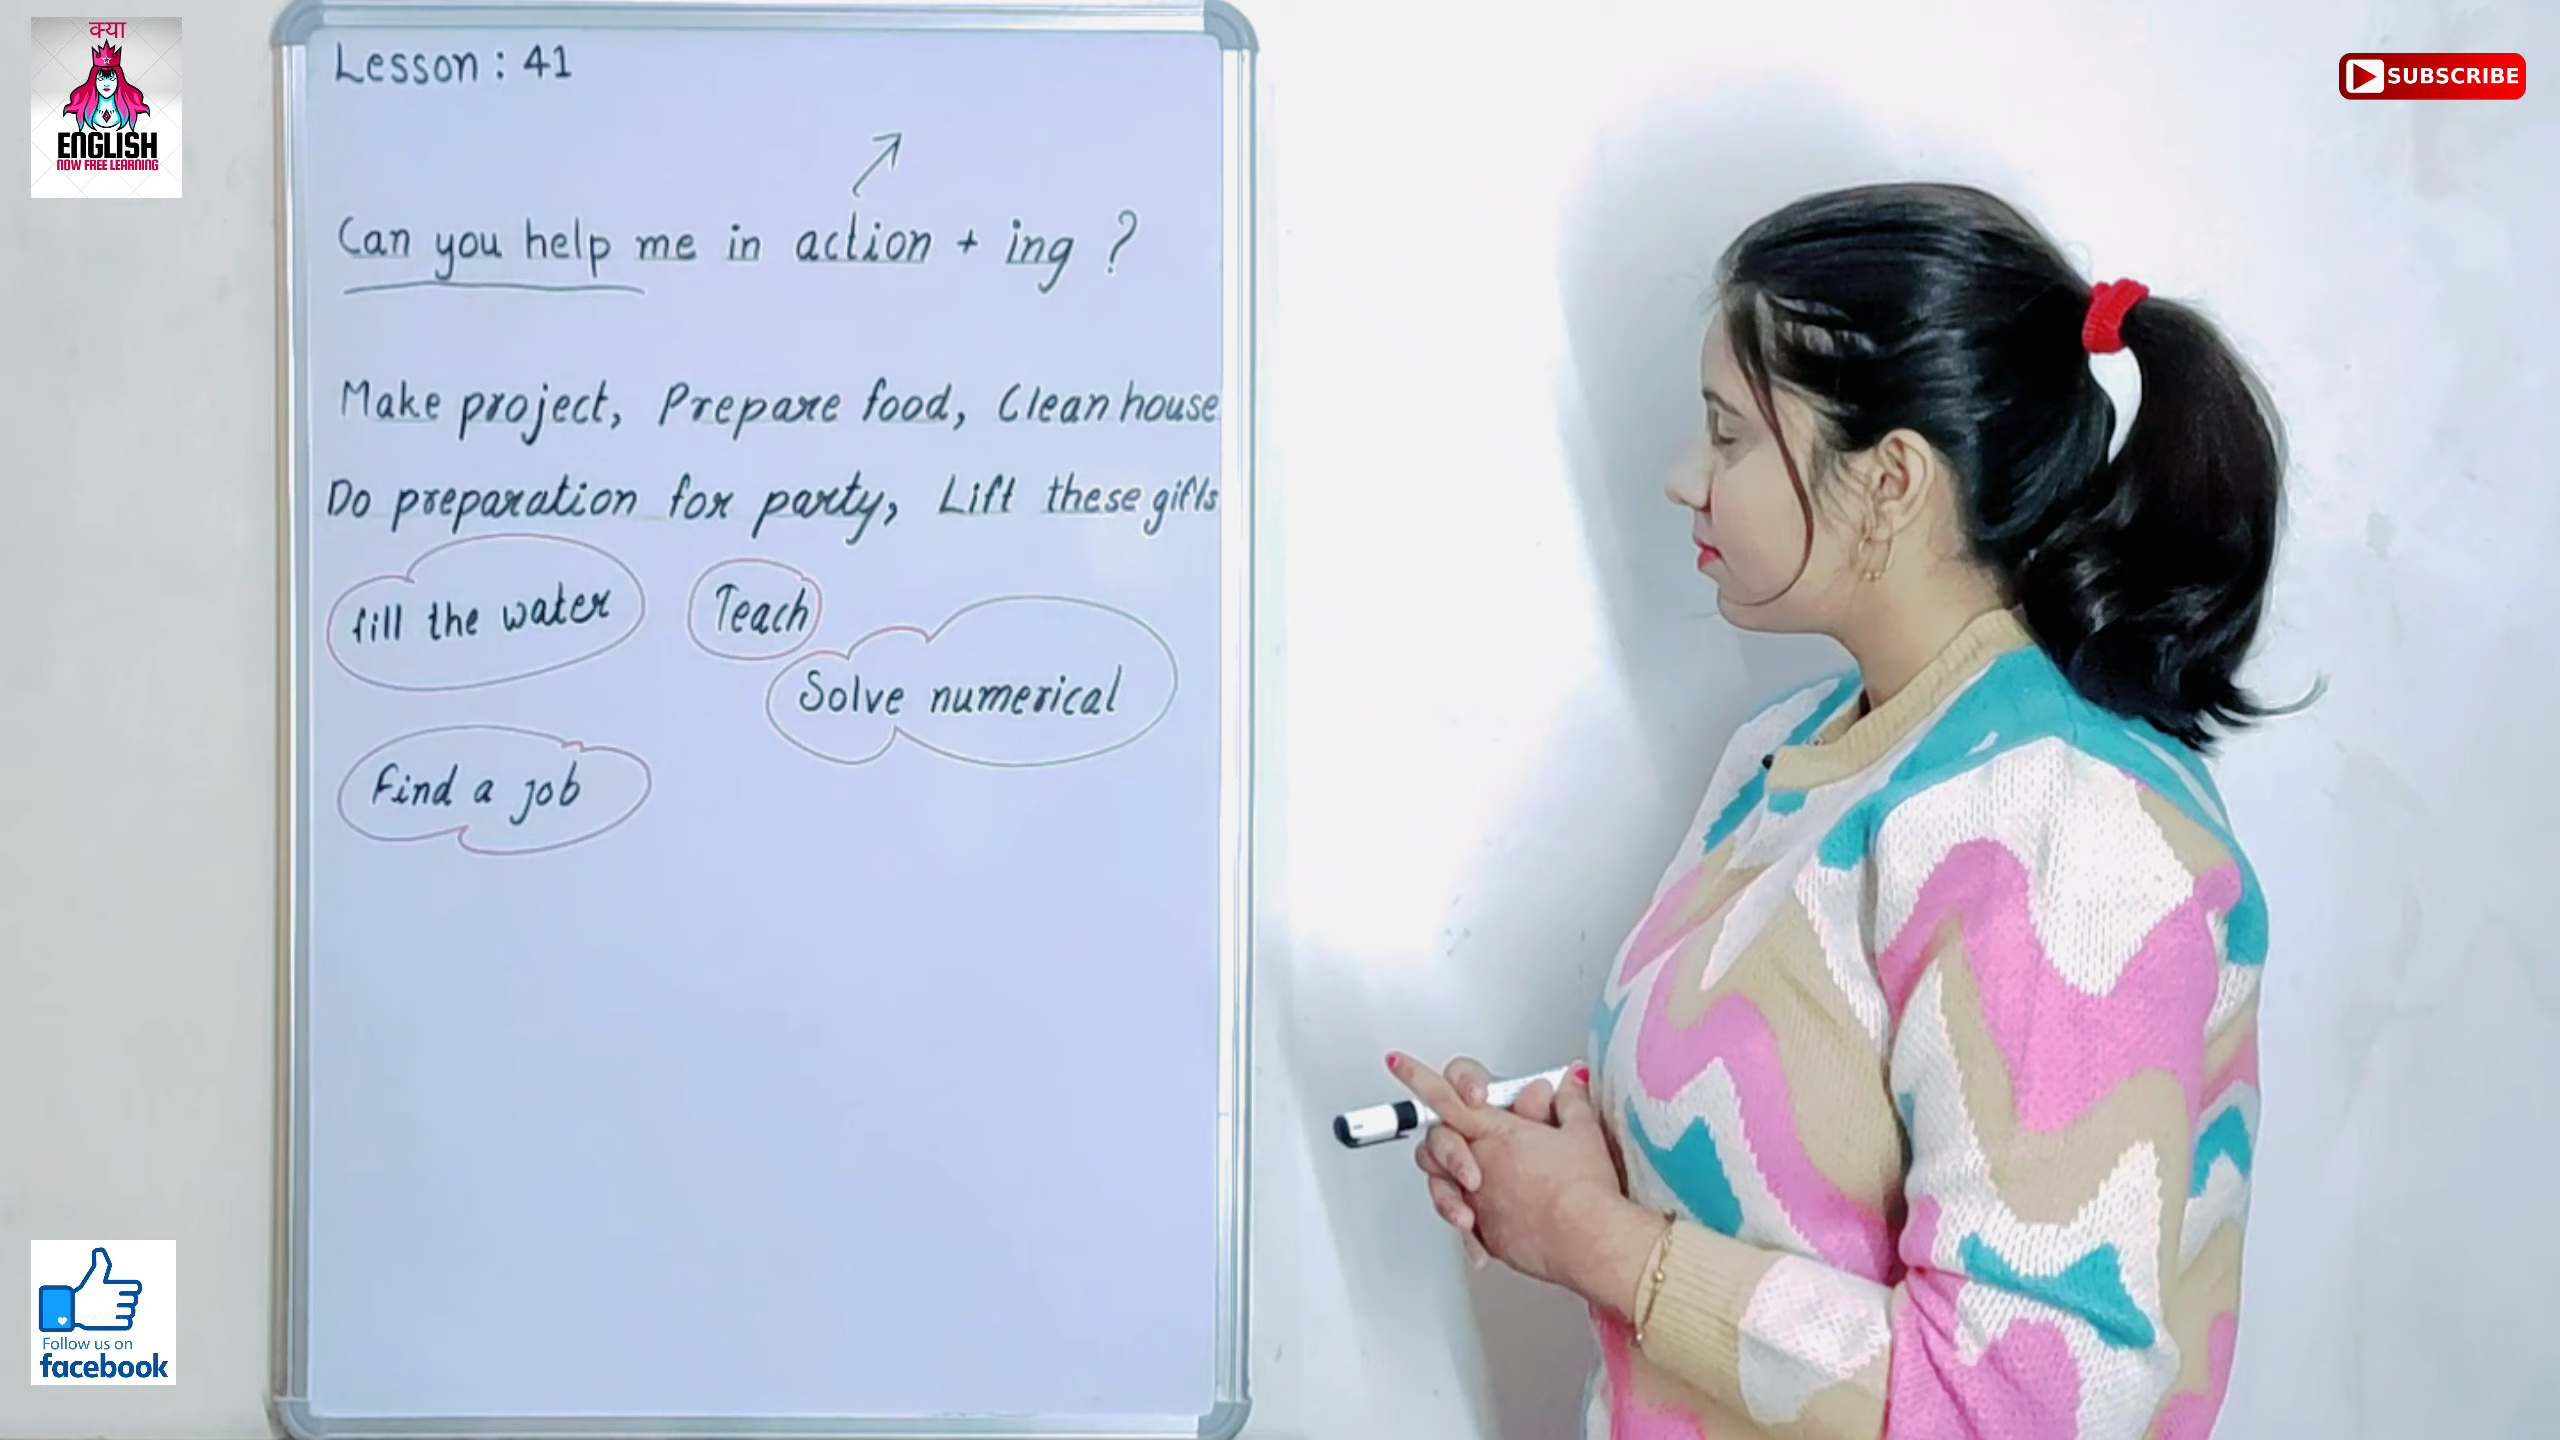 क्या
ENGLISH
NOW FREE LEARNING
SUBSCRIBE
Lesson : 41
Can you help me in action + ing ?
Make project, Prepare food, Clean house
Do preparation for party, Lift these gifts
fill the water
Teach
Solve numerical
Find a job
Follow us on
facebook